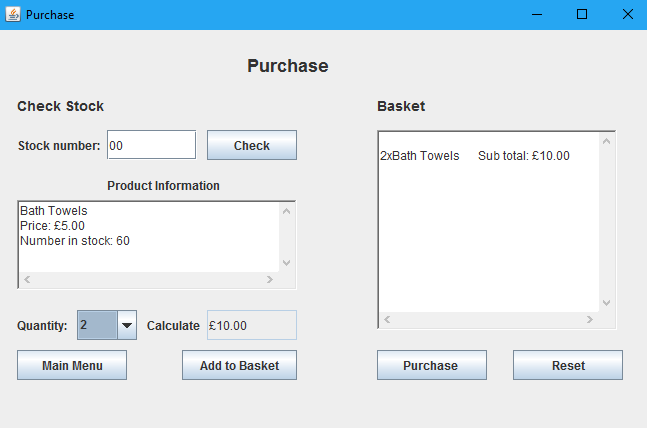 Purchase
Purchase
Check Stock
Stock number: 00 Check
Product Information
Bath Towels
Price: £5.00
Number in stock: 60
Quantity: 2 Calculate £10.00
Main Menu Add to Basket
Basket
2xBath Towels Sub total: £10.00
Purchase Reset